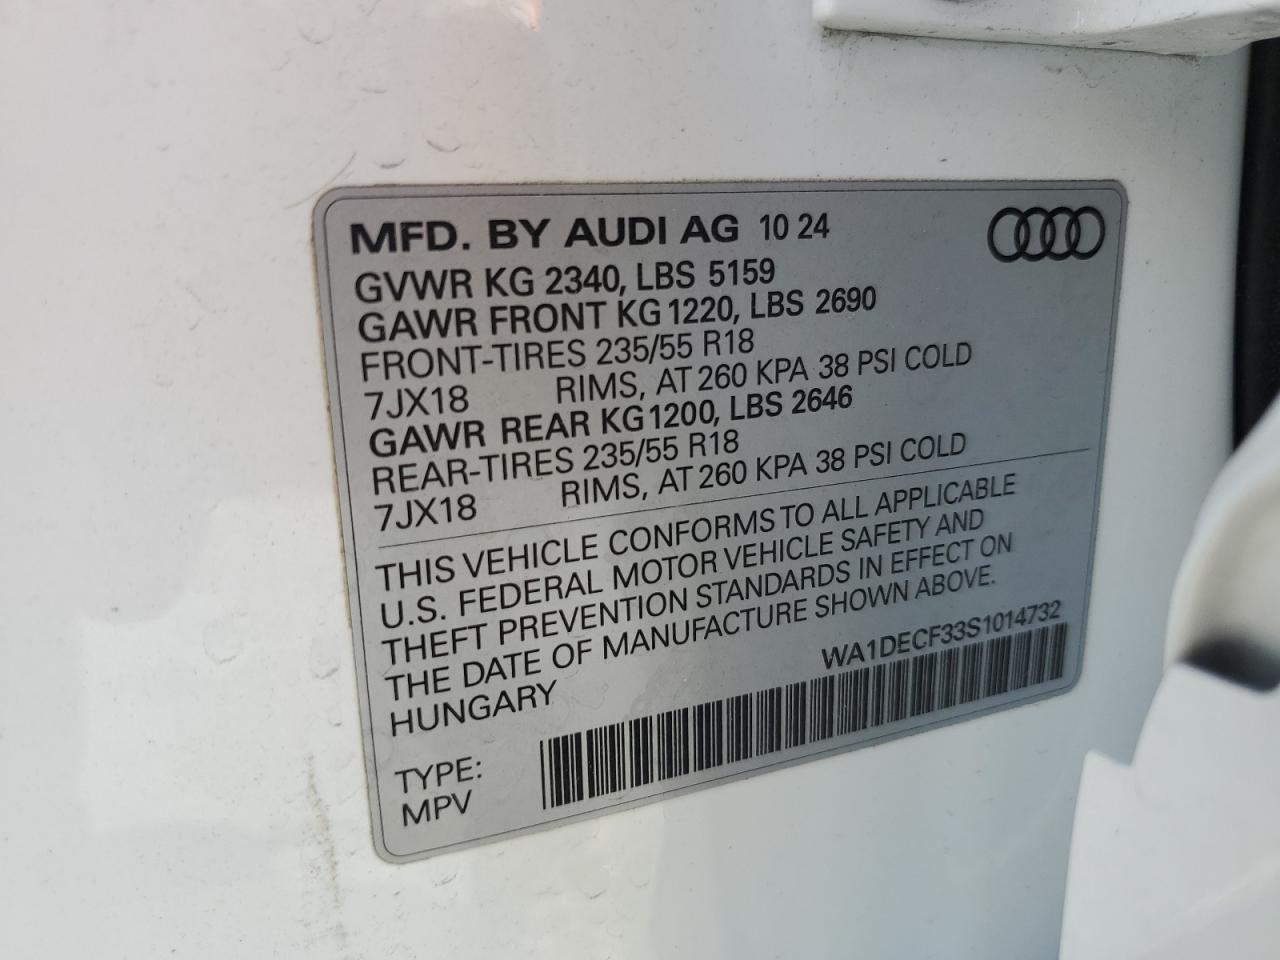 MFD. BY AUDI AG 10 24
GVWR KG 2340, LBS 5159
GAWR FRONT KG 1220, LBS 2690
FRONT-TIRES 235/55 R18
7JX18 RIMS, AT 260 KPA 38 PSI COLD
GAWR REAR KG 1200, LBS 2646
REAR-TIRES 235/55 R18
7JX18 RIMS, AT 260 KPA 38 PSI COLD
THIS VEHICLE CONFORMS TO ALL APPLICABLE
U.S. FEDERAL MOTOR VEHICLE SAFETY AND
THEFT PREVENTION STANDARDS IN EFFECT ON
THE DATE OF MANUFACTURE SHOWN ABOVE.
HUNGARY
WA1DECF33S1014732
TYPE:
MPV